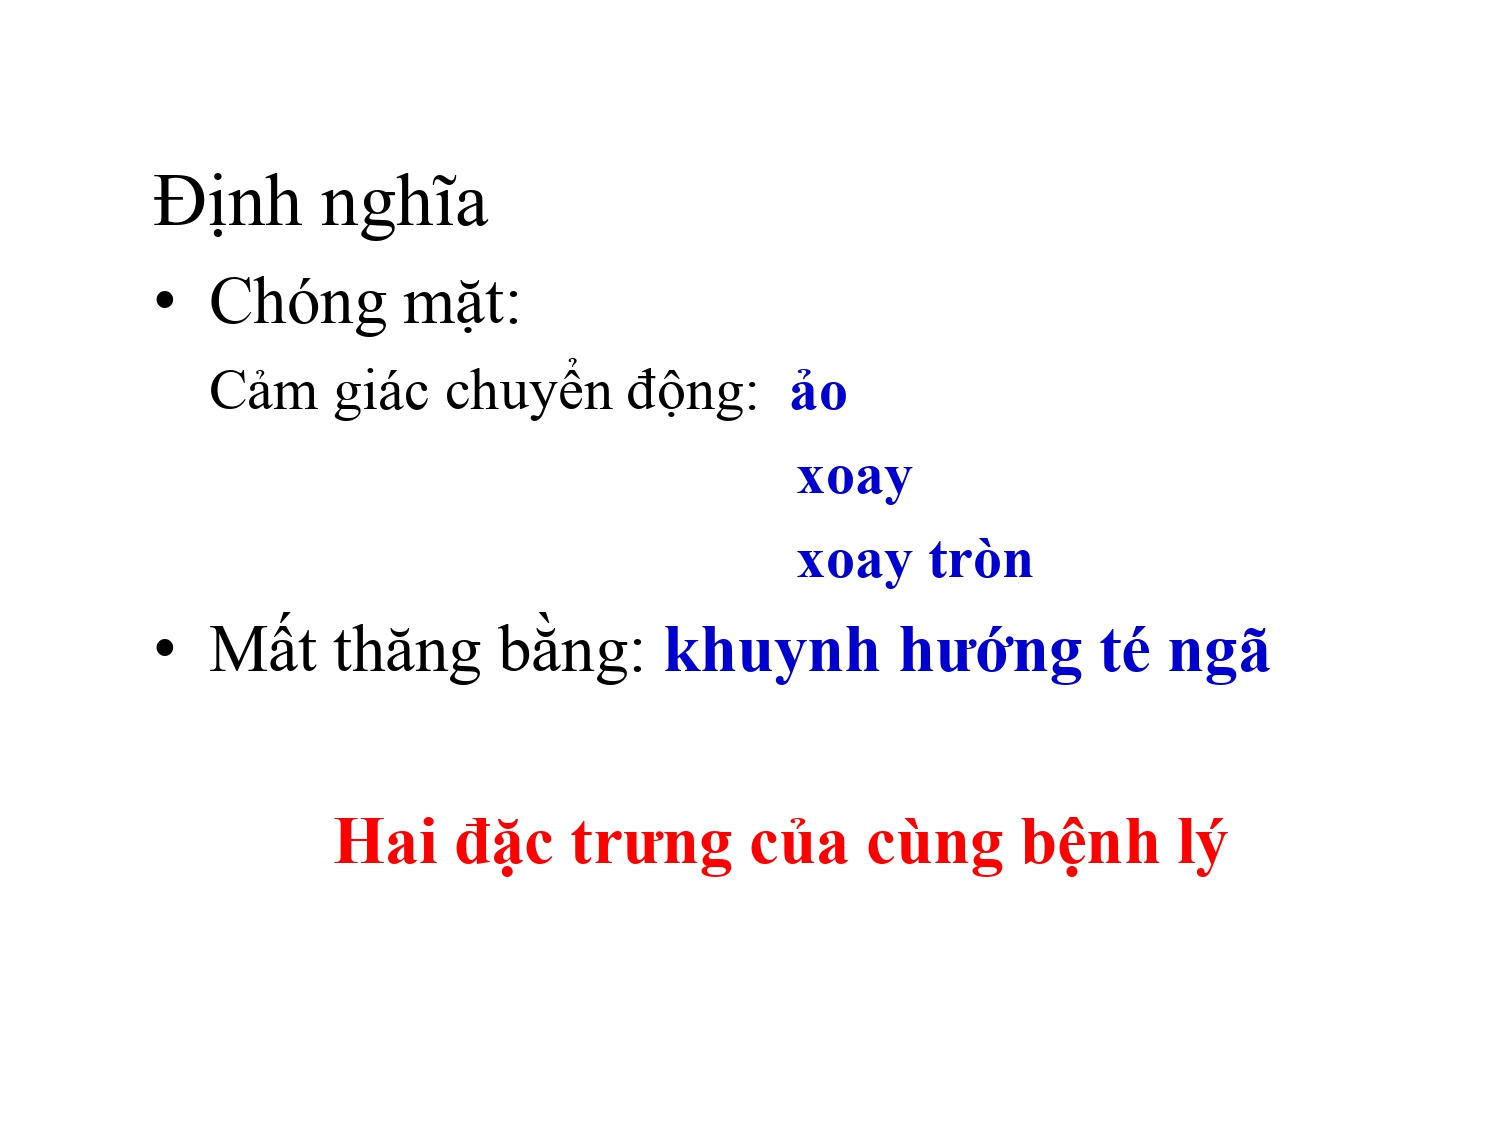 Định nghĩa
• Chóng mặt:
Cảm giác chuyển động: ảo
xoay
xoay tròn
• Mất thăng bằng: khuynh hướng té ngã
Hai đặc trưng của cùng bệnh lý